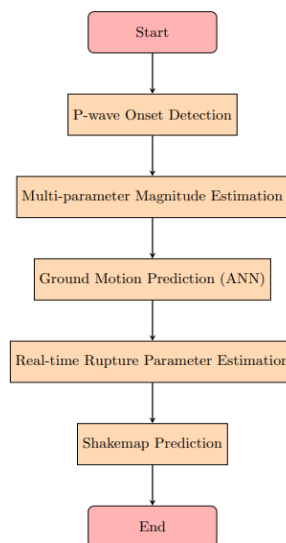 Start
P-wave Onset Detection
Multi-parameter Magnitude Estimation
Ground Motion Prediction (ANN)
Real-time Rupture Parameter Estimation
Shakemap Prediction
End